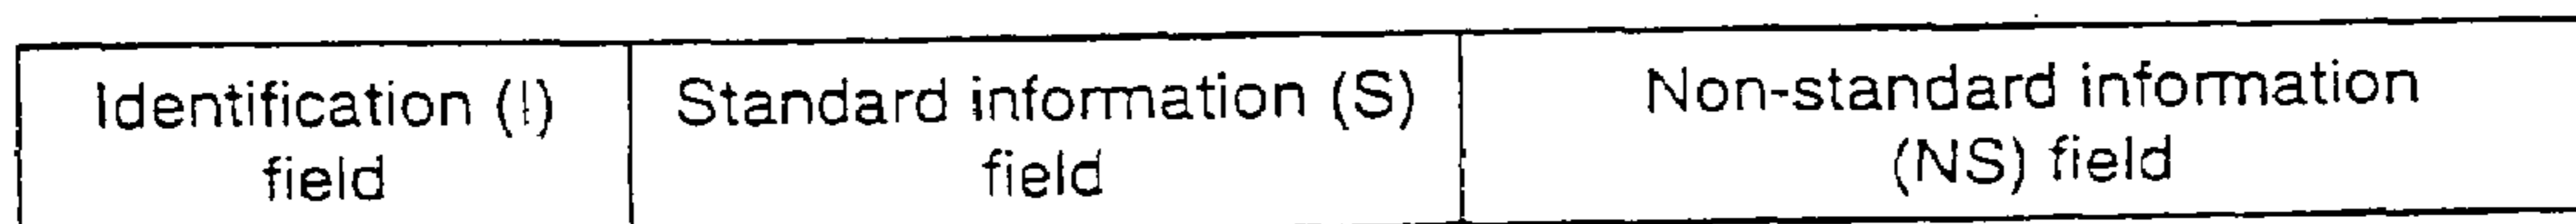 Identification (I)
field
Standard information (S)
field
Non-standard information
(NS) field